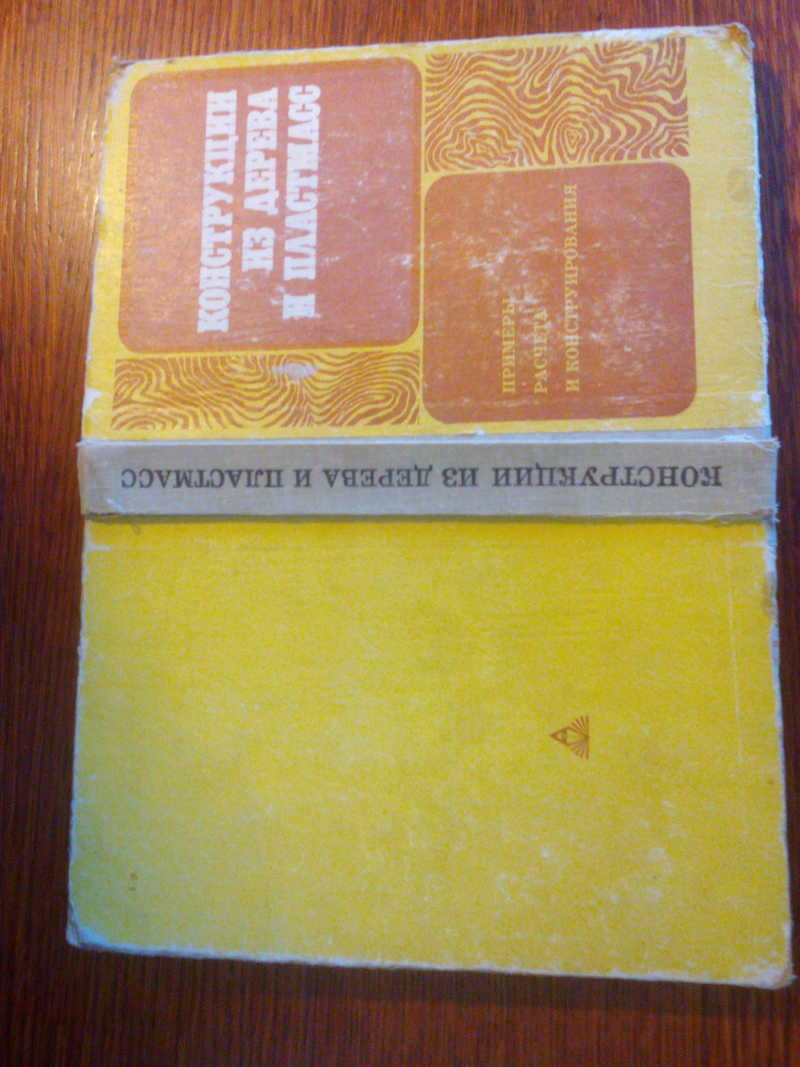 КОНСТРУКЦИИ
ИЗ ДЕРЕВА
И ПЛАСТМАСС
ПРИМЕРЫ
РАСЧЕТА
И КОНСТРУИРОВАНИЯ
КОНСТРУКЦИИ ИЗ ДЕРЕВА И ПЛАСТМАСС